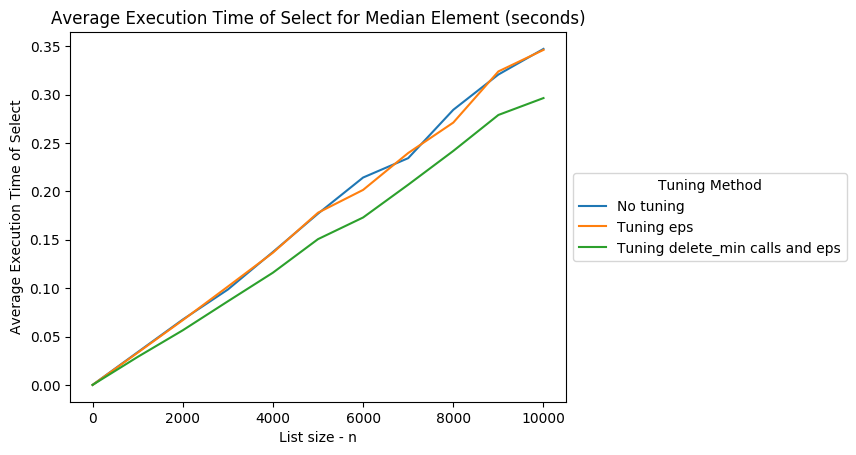 Average Execution Time of Select for Median Element (seconds)
Average Execution Time of Select
0.35
0.30
0.25
0.20
0.15
0.10
0.05
0.00
0 2000 4000 6000 8000 10000
List size - n
Tuning Method
No tuning
Tuning eps
Tuning delete_min calls and eps